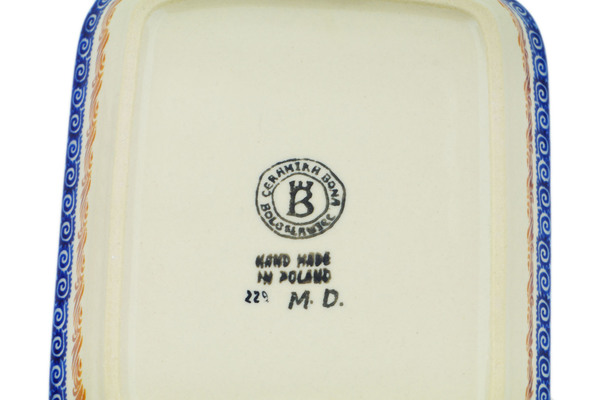 CERAMIKA BONA
B
BOLESŁAWIEC
HAND MADE
IN POLAND
229 M.D.